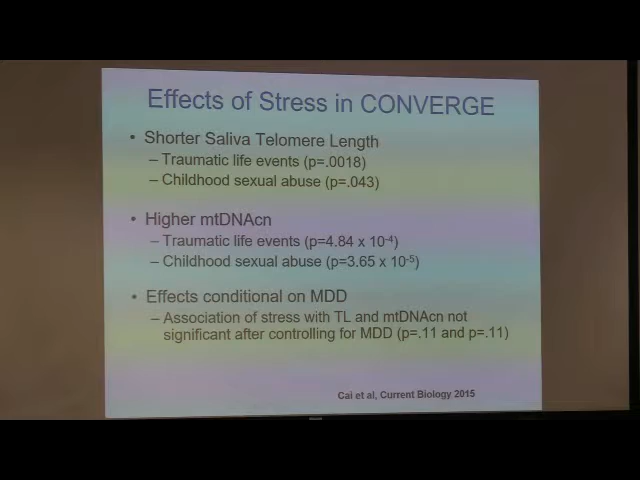 Effects of Stress in CONVERGE
• Shorter Saliva Telomere Length
– Traumatic life events (p=.0018)
– Childhood sexual abuse (p=.043)
• Higher mtDNAcn
– Traumatic life events (p=4.84 x 10⁻⁴)
– Childhood sexual abuse (p=3.65 x 10⁻⁵)
• Effects conditional on MDD
– Association of stress with TL and mtDNAcn not
significant after controlling for MDD (p=.11 and p=.11)
Cai et al, Current Biology 2015